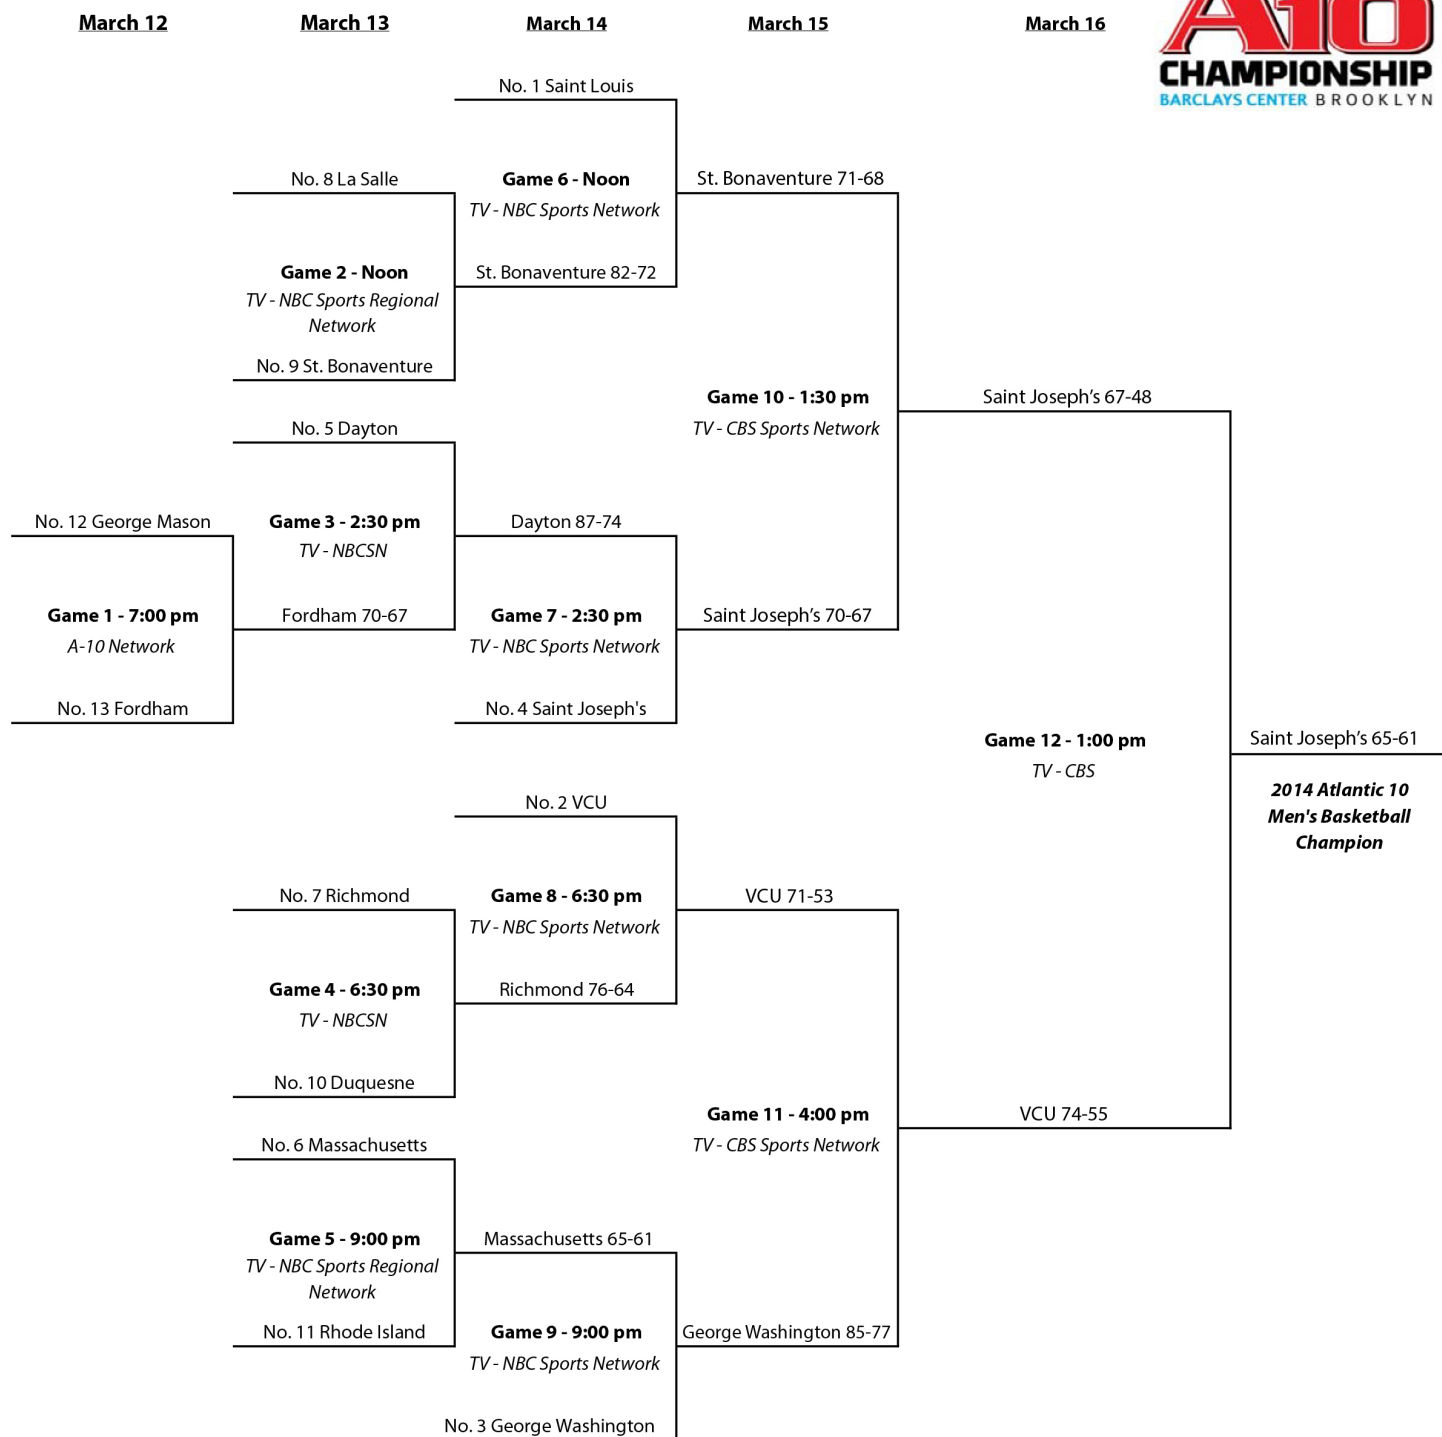 March 12
March 13
March 14
March 15
March 16
A10
CHAMPIONSHIP
BARCLAYS CENTER BROOKLYN
No. 1 Saint Louis
No. 8 La Salle
Game 6 - Noon
St. Bonaventure 71-68
TV - NBC Sports Network
Game 2 - Noon
St. Bonaventure 82-72
TV - NBC Sports Regional
Network
No. 9 St. Bonaventure
Game 10 - 1:30 pm
Saint Joseph’s 67-48
TV - CBS Sports Network
No. 5 Dayton
No. 12 George Mason
Game 3 - 2:30 pm
Dayton 87-74
TV - NBCSN
Game 1 - 7:00 pm
Fordham 70-67
Game 7 - 2:30 pm
Saint Joseph’s 70-67
A-10 Network
TV - NBC Sports Network
No. 13 Fordham
No. 4 Saint Joseph's
Game 12 - 1:00 pm
Saint Joseph’s 65-61
TV - CBS
2014 Atlantic 10
Men's Basketball
Champion
No. 2 VCU
No. 7 Richmond
Game 8 - 6:30 pm
VCU 71-53
TV - NBC Sports Network
Game 4 - 6:30 pm
Richmond 76-64
TV - NBCSN
No. 10 Duquesne
Game 11 - 4:00 pm
VCU 74-55
TV - CBS Sports Network
No. 6 Massachusetts
Game 5 - 9:00 pm
Massachusetts 65-61
TV - NBC Sports Regional
Network
No. 11 Rhode Island
Game 9 - 9:00 pm
George Washington 85-77
TV - NBC Sports Network
No. 3 George Washington